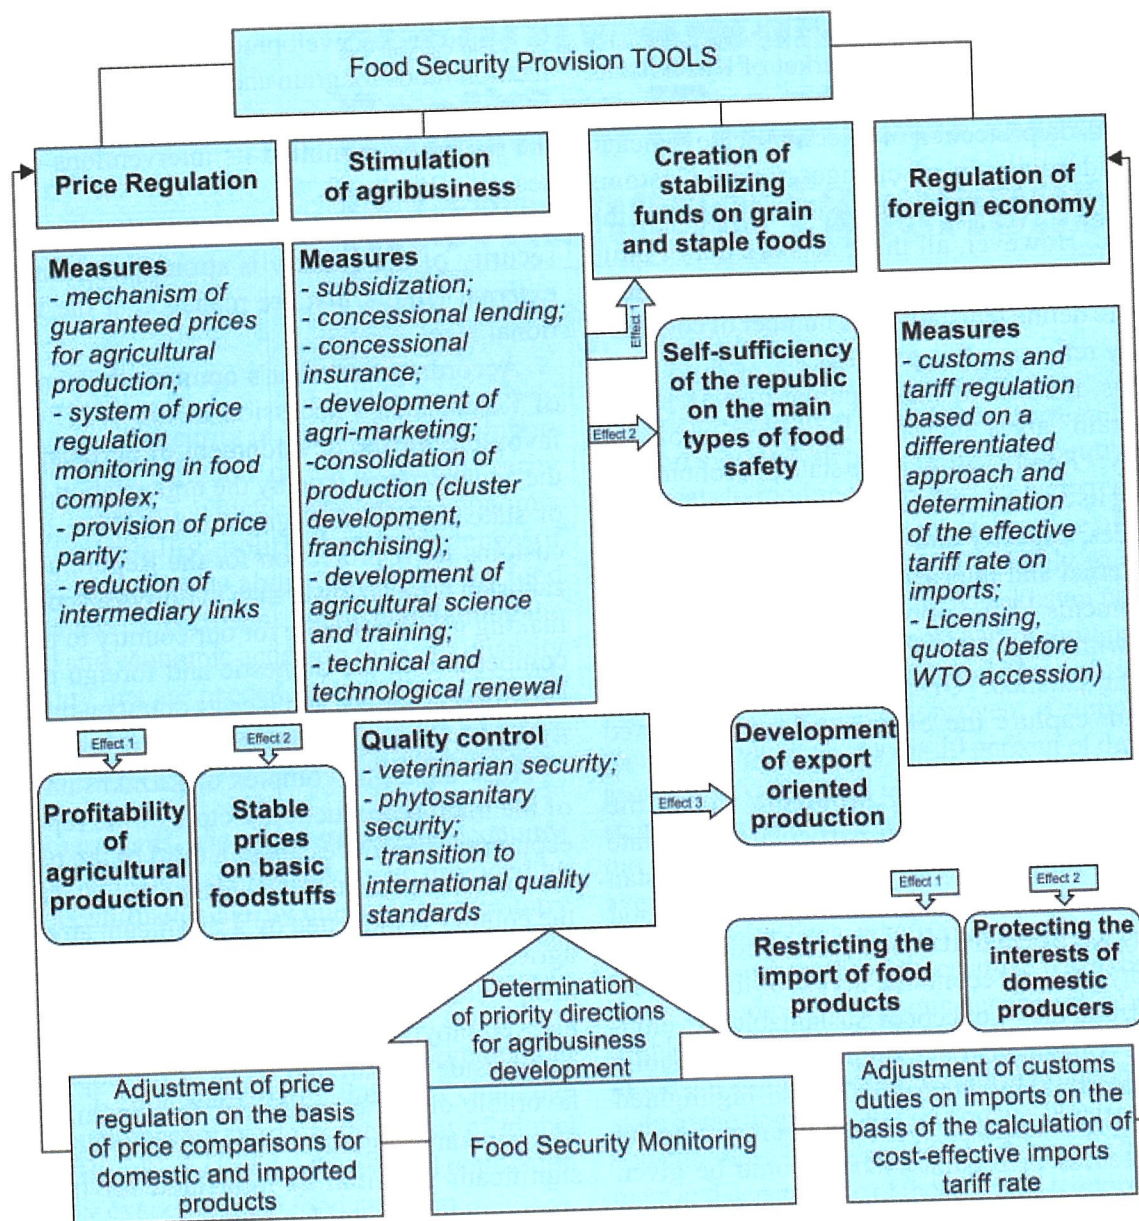 Food Security Provision TOOLS
Price Regulation
Stimulation
of agribusiness
Creation of
stabilizing
funds on grain
and staple foods
Regulation of
foreign economy
Measures
- mechanism of
guaranteed prices
for agricultural
production;
- system of price
regulation
monitoring in food
complex;
- provision of price
parity;
- reduction of
intermediary links
Measures
- subsidization;
- concessional lending;
- concessional
insurance;
- development of
agri-marketing;
-consolidation of
production (cluster
development,
franchising);
- development of
agricultural science
and training;
- technical and
technological renewal
Effect 1
Effect 2
Self-sufficiency
of the republic
on the main
types of food
safety
Measures
- customs and
tariff regulation
based on a
differentiated
approach and
determination
of the effective
tariff rate on
imports;
- Licensing,
quotas (before
WTO accession)
Effect 1
Effect 2
Profitability
of
agricultural
production
Stable
prices
on basic
foodstuffs
Quality control
- veterinarian security;
- phytosanitary
security;
- transition to
international quality
standards
Effect 3
Development
of export
oriented
production
Effect 1
Effect 2
Restricting the
import of food
products
Protecting the
interests of
domestic
producers
Determination
of priority directions
for agribusiness
development
Adjustment of price
regulation on the basis
of price comparisons for
domestic and imported
products
Food Security Monitoring
Adjustment of customs
duties on imports on the
basis of the calculation of
cost-effective imports
tariff rate